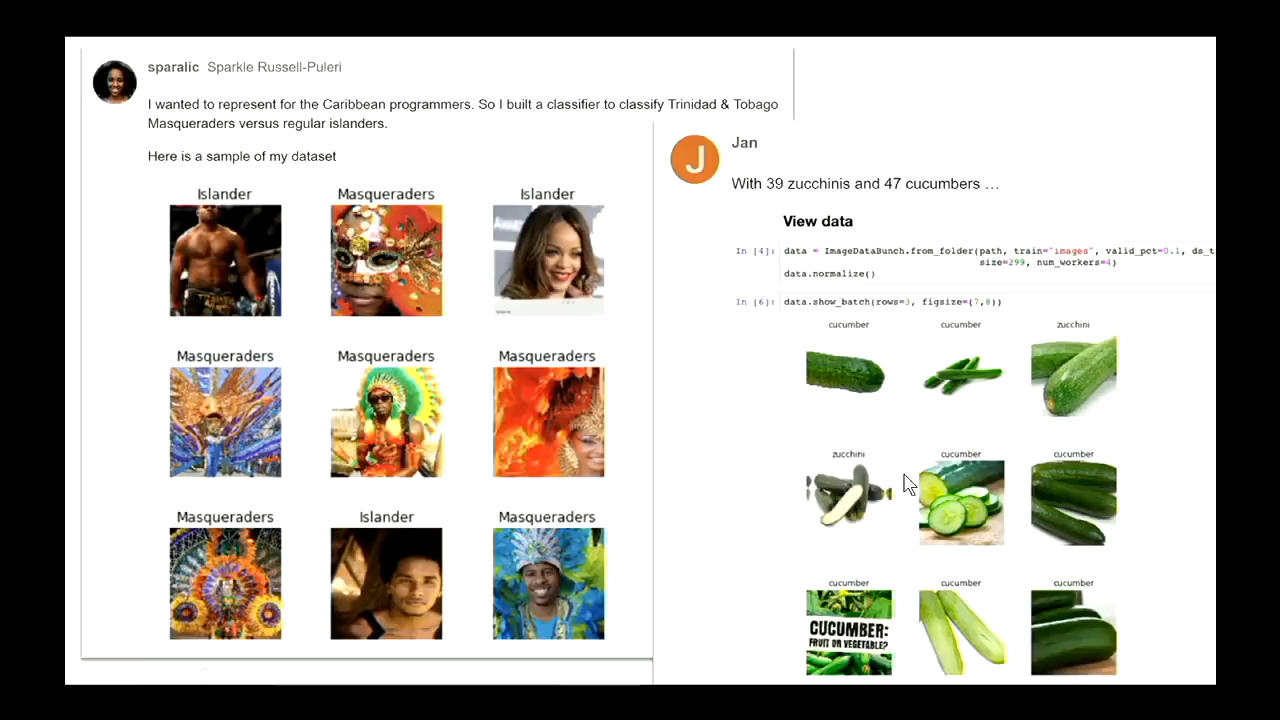 sparalic Sparkle Russell-Puleri
I wanted to represent for the Caribbean programmers. So I built a classifier to classify Trinidad & Tobago
Masqueraders versus regular islanders.
Here is a sample of my dataset
Islander Masqueraders Islander
Masqueraders Masqueraders Masqueraders
Masqueraders Islander Masqueraders
J
Jan
With 39 zucchinis and 47 cucumbers …
View data
In [4]: data = ImageDataBunch.from_folder(path, train="images", valid_pct=0.1, ds_t
size=299, num_workers=4)
data.normalize()
In [6]: data.show_batch(rows=3, figsize=(7,8))
cucumber cucumber zucchini
zucchini cucumber cucumber
cucumber cucumber cucumber
CUCUMBER:
FRUIT OR VEGETABLE?